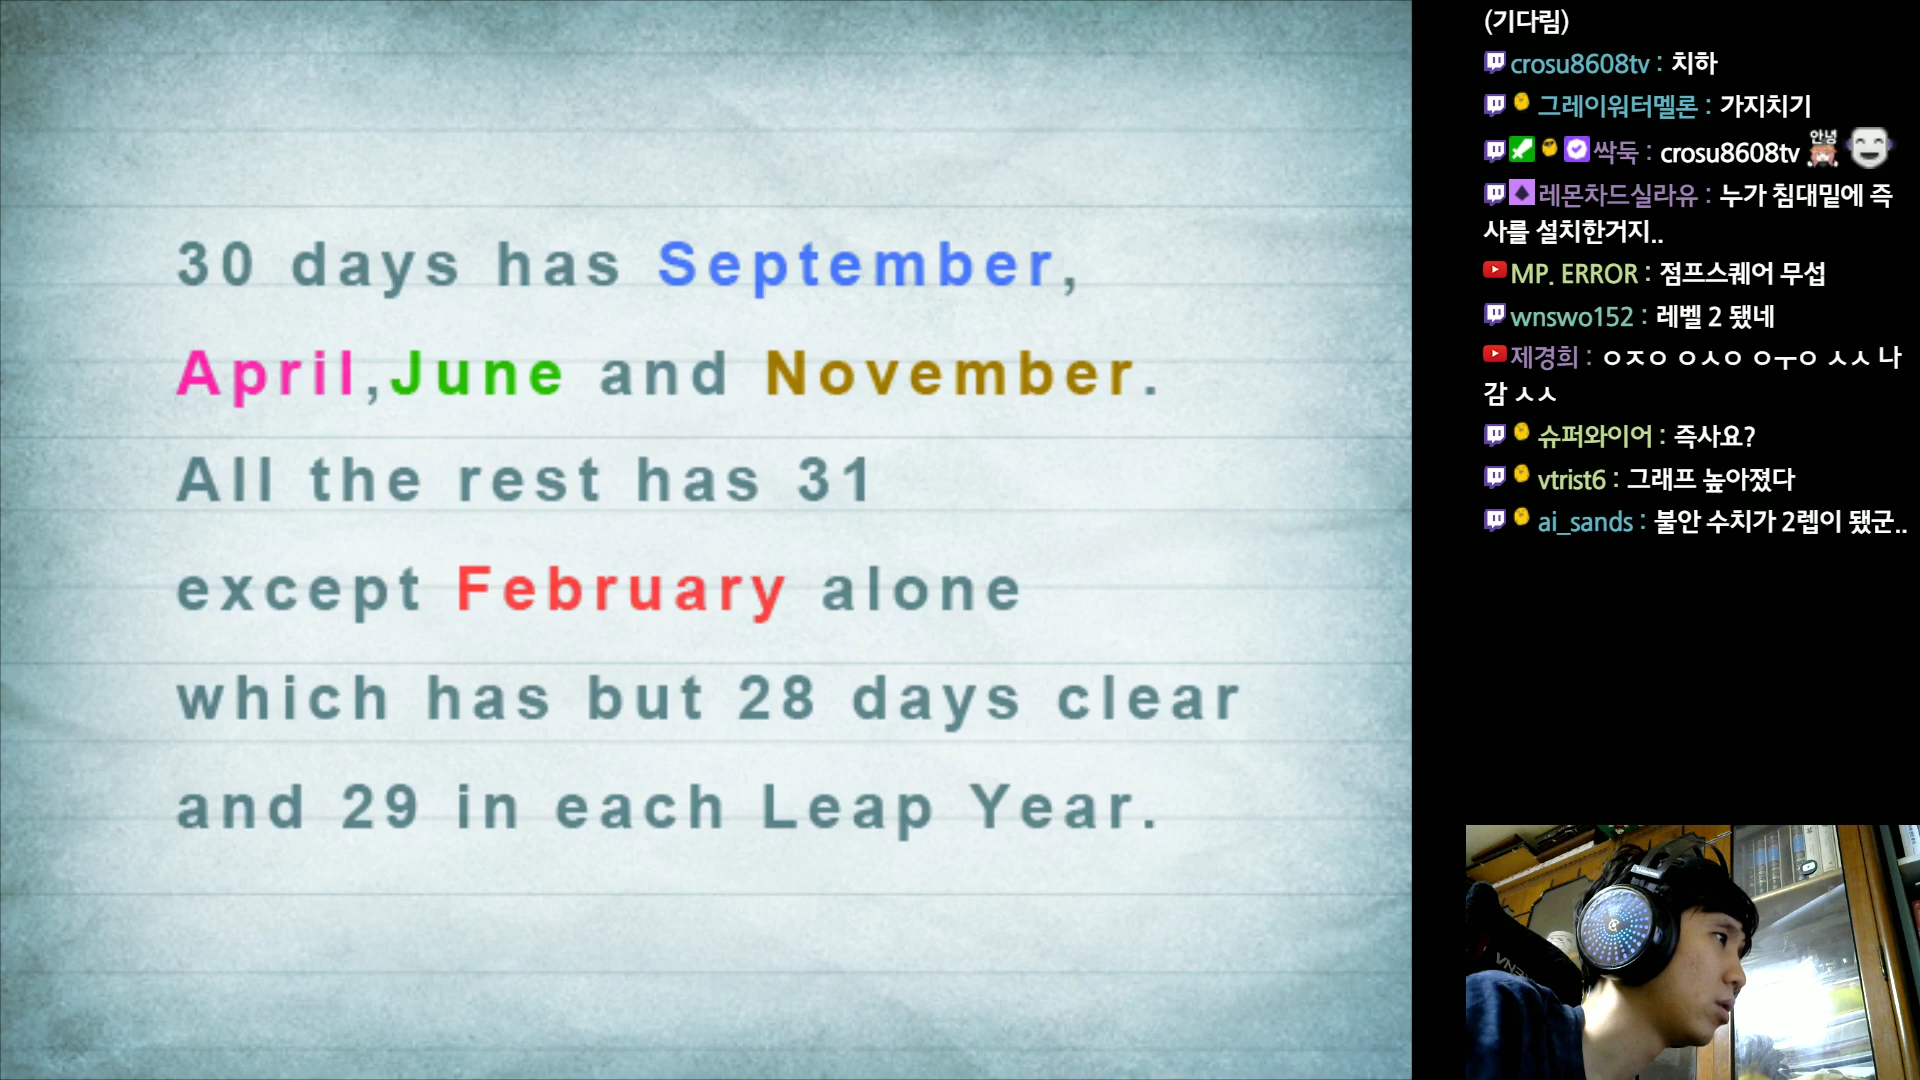 30 days has September,
April,June and November.
All the rest has 31
except February alone
which has but 28 days clear
and 29 in each Leap Year.
(기다림)
crosu8608tv : 치하
그레이워터멜론 : 가지치기
싹둑 : crosu8608tv 안녕
레몬차드실라유 : 누가 침대밑에 즉
사를 설치한거지..
MP. ERROR : 점프스퀘어 무섭
wnswo152 : 레벨 2 됐네
제경희 : ㅇㅈㅇ ㅇㅅㅇ ㅇㅜㅇ ㅅㅅ 나
감 ㅅㅅ
슈퍼와이어 : 즉사요?
vtrist6 : 그래프 높아졌다
ai_sands : 불안 수치가 2렙이 됐군..